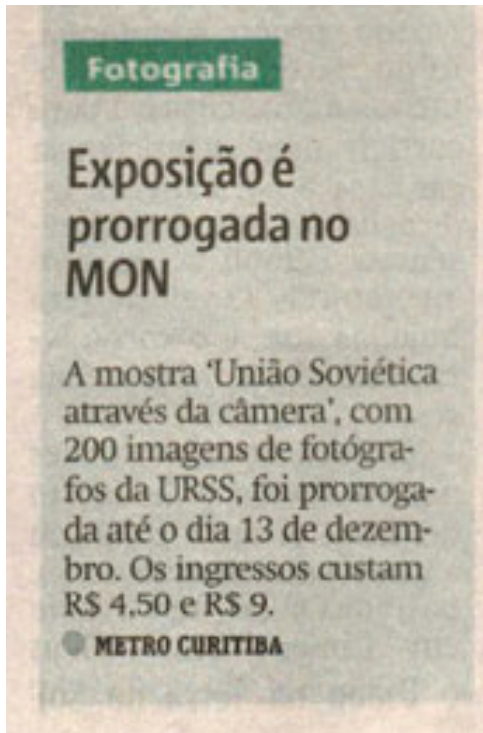 Fotografia
Exposição é
prorrogada no
MON
A mostra ‘União Soviética
através da câmera’, com
200 imagens de fotógra-
fos da URSS, foi prorroga-
da até o dia 13 de dezem-
bro. Os ingressos custam
R$ 4,50 e R$ 9.
METRO CURITIBA